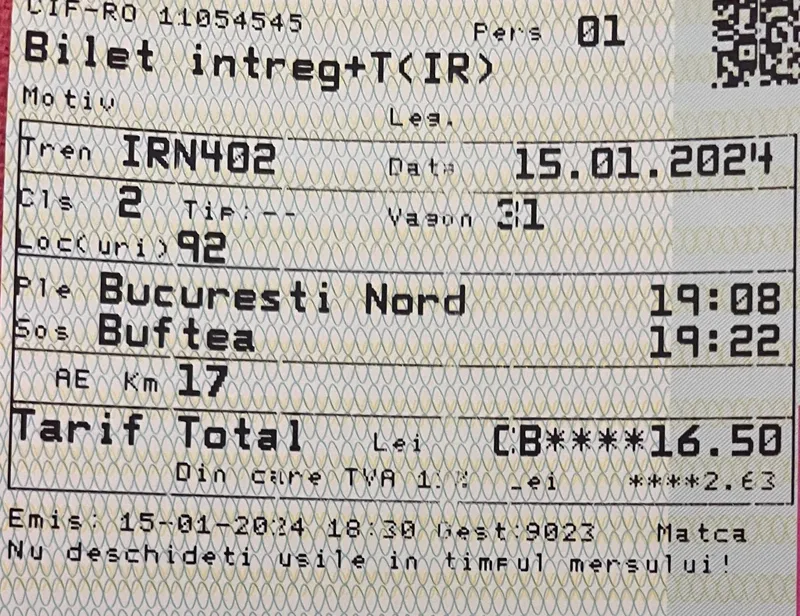 CIF-RO 11054545
Pers 01
Bilet intreg+T(IR)
Motiv
Leg.
Tren IRN402 Data 15.01.2024
Cls 2 Tip:-- Vagon 31
Loc(uri) 92
Ple Bucuresti Nord 19:08
Sos Buftea 19:22
AE Km 17
Tarif Total Lei CB****16.50
Din care TVA Lei ****2.63
Emis: 15-01-2024 18:30 Gest:9023 Matca
Nu deschideti usile in timpul mersului!